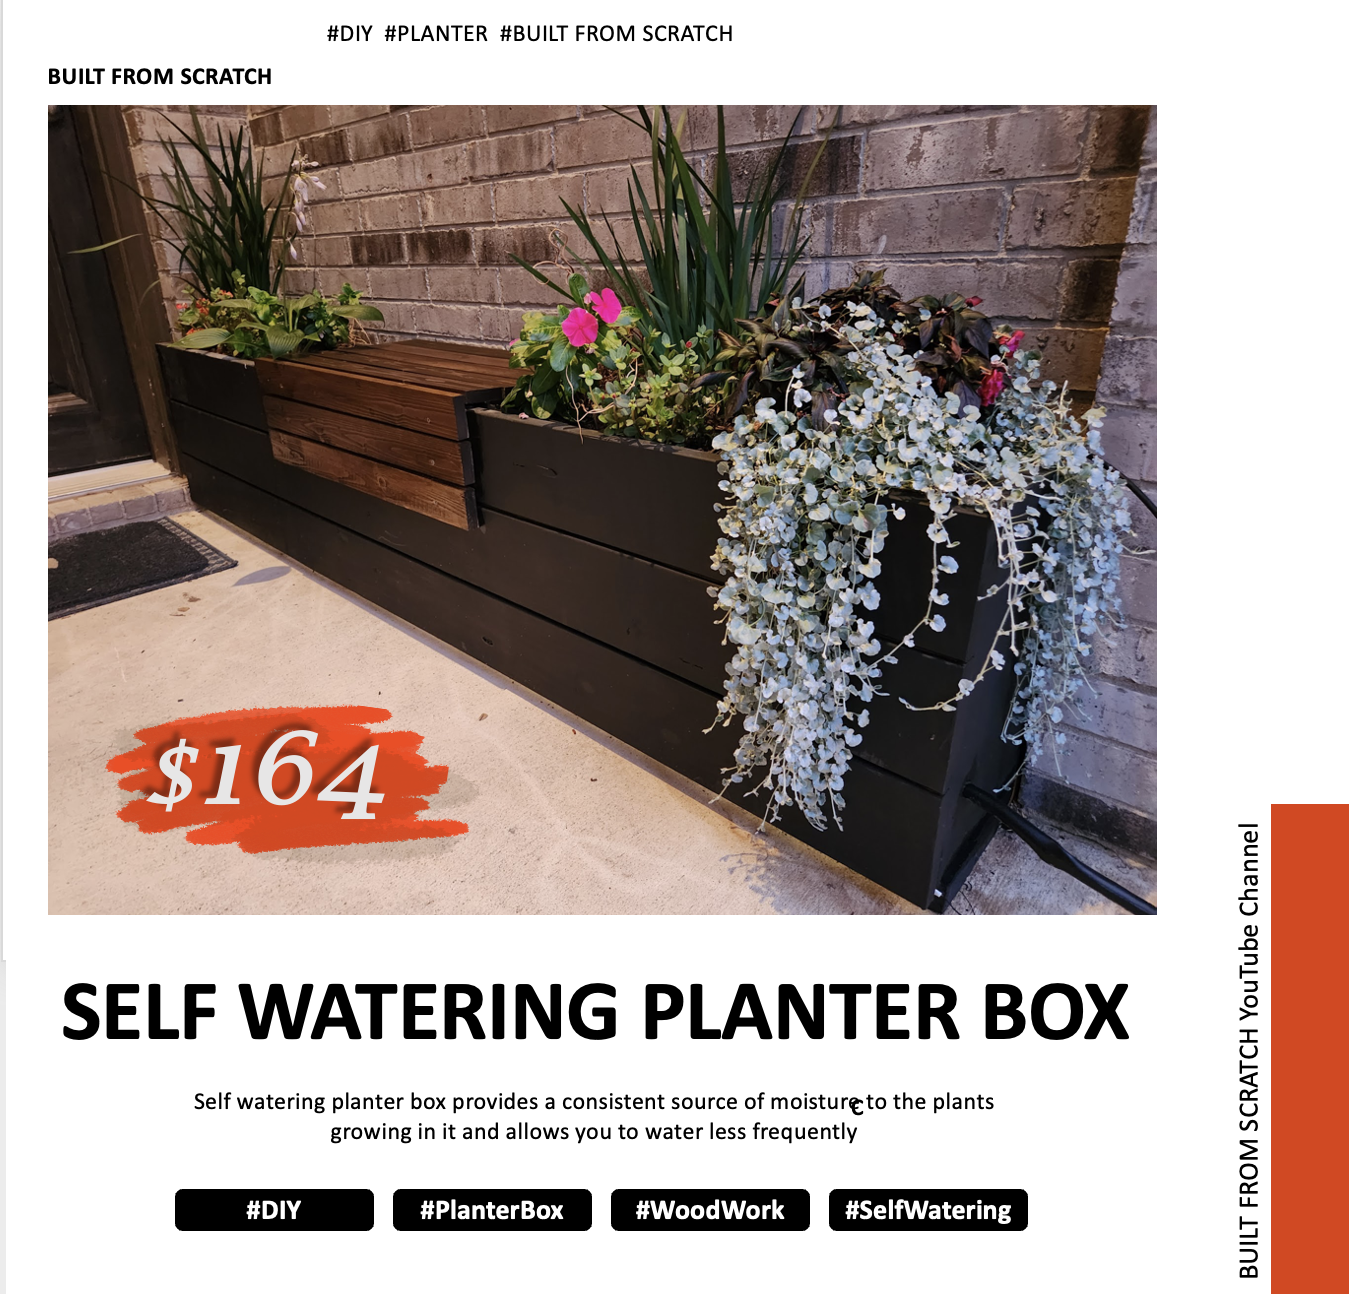 #DIY  #PLANTER  #BUILT FROM SCRATCH
BUILT FROM SCRATCH
$164
SELF WATERING PLANTER BOX
Self watering planter box provides a consistent source of moisture to the plants
c
growing in it and allows you to water less frequently
#DIY
#PlanterBox
#WoodWork
#SelfWatering
BUILT FROM SCRATCH YouTube Channel